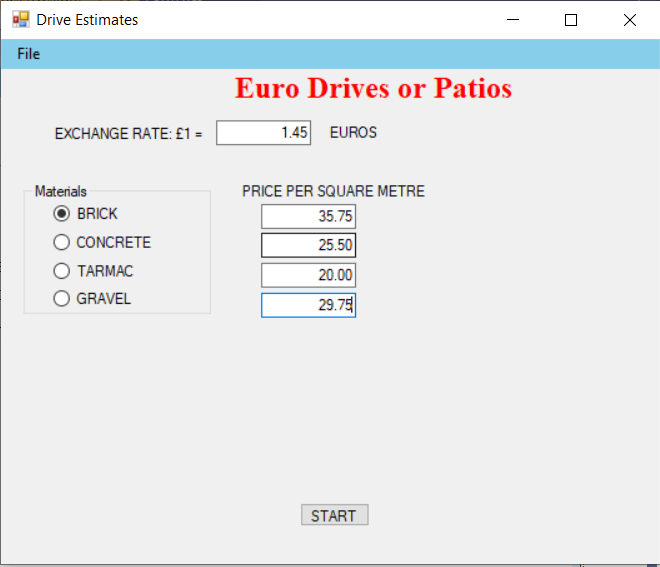 Drive Estimates
File
Euro Drives or Patios
EXCHANGE RATE: £1 = 1.45 EUROS
Materials PRICE PER SQUARE METRE
BRICK 35.75
CONCRETE 25.50
TARMAC 20.00
GRAVEL 29.75
START